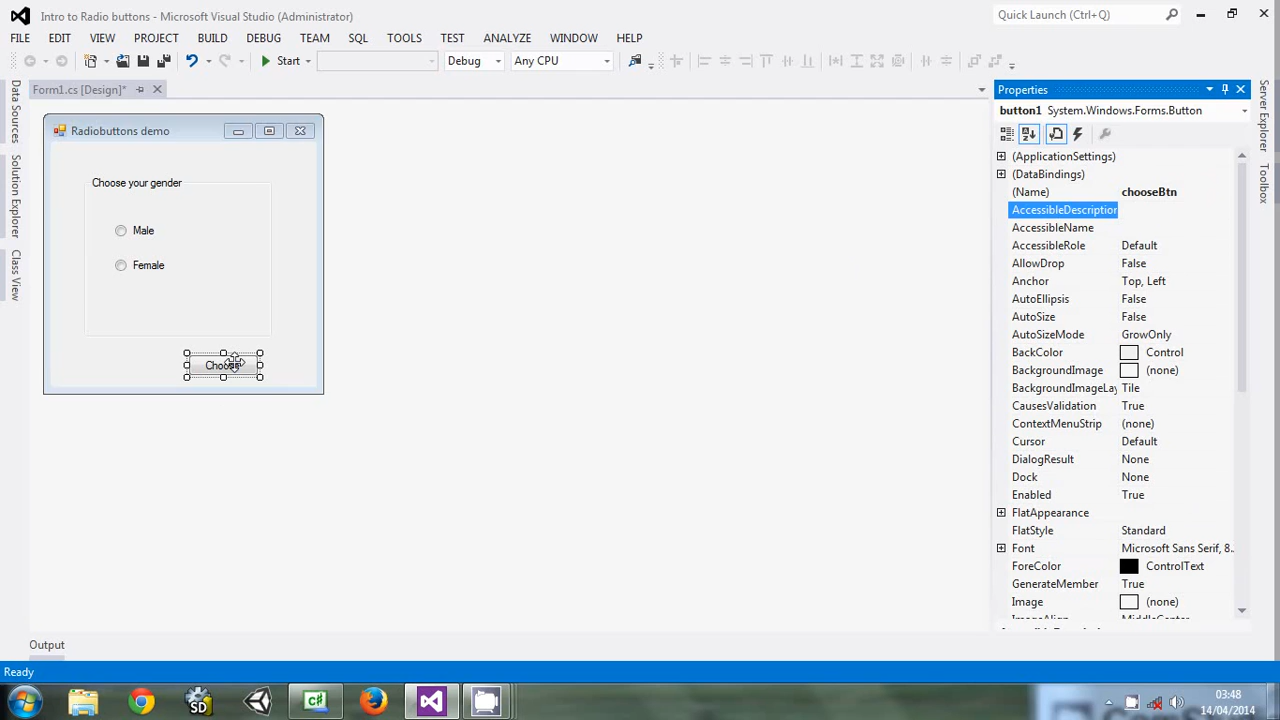 Intro to Radio buttons - Microsoft Visual Studio (Administrator)
Quick Launch (Ctrl+Q)
FILE EDIT VIEW PROJECT BUILD DEBUG TEAM SQL TOOLS TEST ANALYZE WINDOW HELP
Start Debug Any CPU
Data Sources
Solution Explorer
Class View
Form1.cs [Design]*
Radiobuttons demo
Choose your gender
Male
Female
Properties
button1 System.Windows.Forms.Button
(ApplicationSettings)
(DataBindings)
(Name) chooseBtn
AccessibleDescription
AccessibleName
AccessibleRole Default
AllowDrop False
Anchor Top, Left
AutoEllipsis False
AutoSize False
AutoSizeMode GrowOnly
BackColor Control
BackgroundImage (none)
BackgroundImageLay Tile
CausesValidation True
ContextMenuStrip (none)
Cursor Default
DialogResult None
Dock None
Enabled True
FlatAppearance
FlatStyle Standard
Font Microsoft Sans Serif, 8..
ForeColor ControlText
GenerateMember True
Image (none)
ImageAlign MiddleCenter
Server Explorer
Toolbox
Output
Ready
SD
C#
03:48
14/04/2014